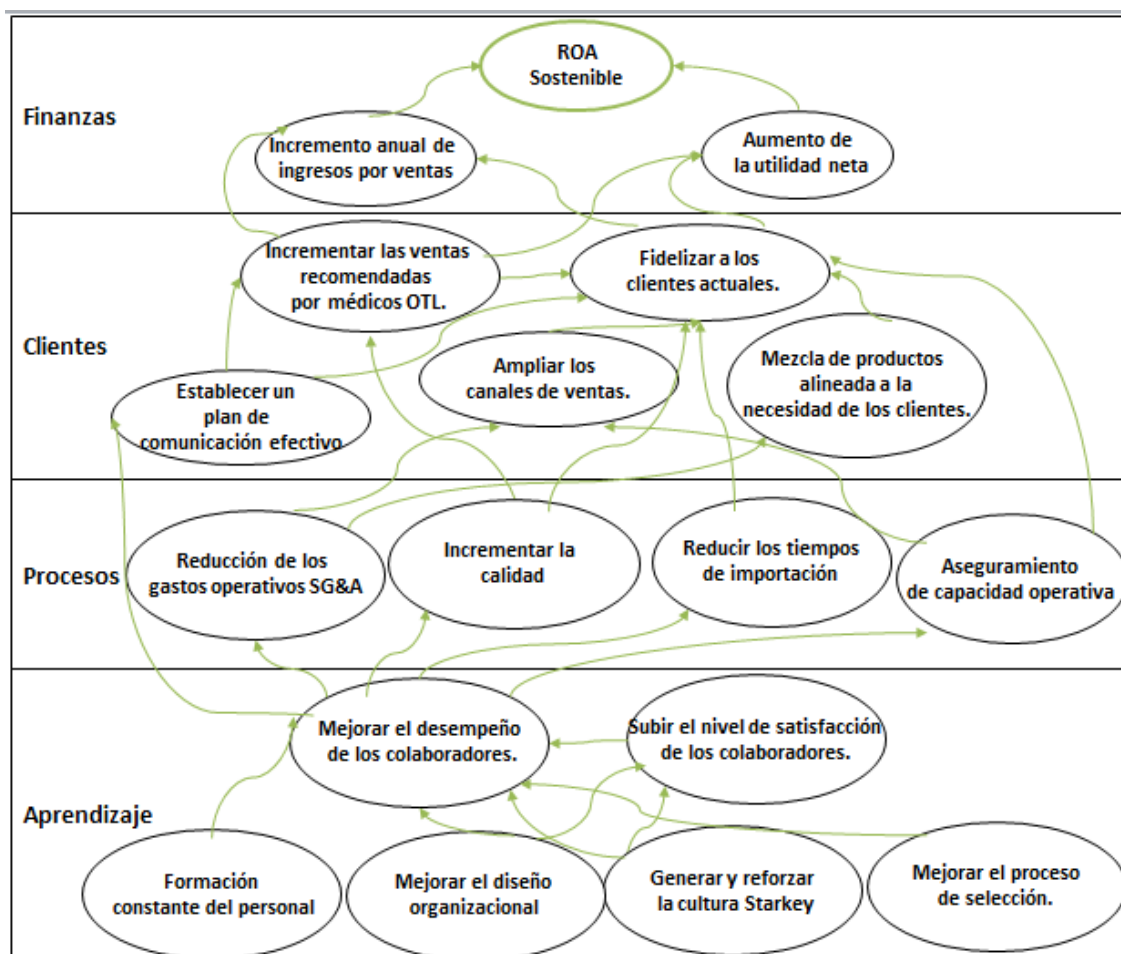 ROA
Sostenible
Finanzas
Incremento anual de
ingresos por ventas
Aumento de
la utilidad neta
Incrementar las ventas
recomendadas
por médicos OTL.
Fidelizar a los
clientes actuales.
Clientes
Ampliar los
canales de ventas.
Mezcla de productos
alineada a la
necesidad de los clientes.
Establecer un
plan de
comunicación efectivo
Procesos
Reducción de los
gastos operativos SG&A
Incrementar la
calidad
Reducir los tiempos
de importación
Aseguramiento
de capacidad operativa
Mejorar el desempeño
de los colaboradores.
Subir el nivel de satisfacción
de los colaboradores.
Aprendizaje
Formación
constante del personal
Mejorar el diseño
organizacional
Generar y reforzar
la cultura Starkey
Mejorar el proceso
de selección.